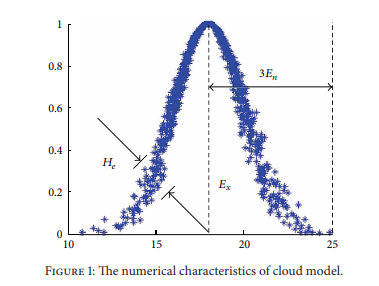 1
0.8
0.6
0.4
0.2
0
10
15
20
25
3Eₙ
Hₑ
Eₓ
FIGURE 1: The numerical characteristics of cloud model.